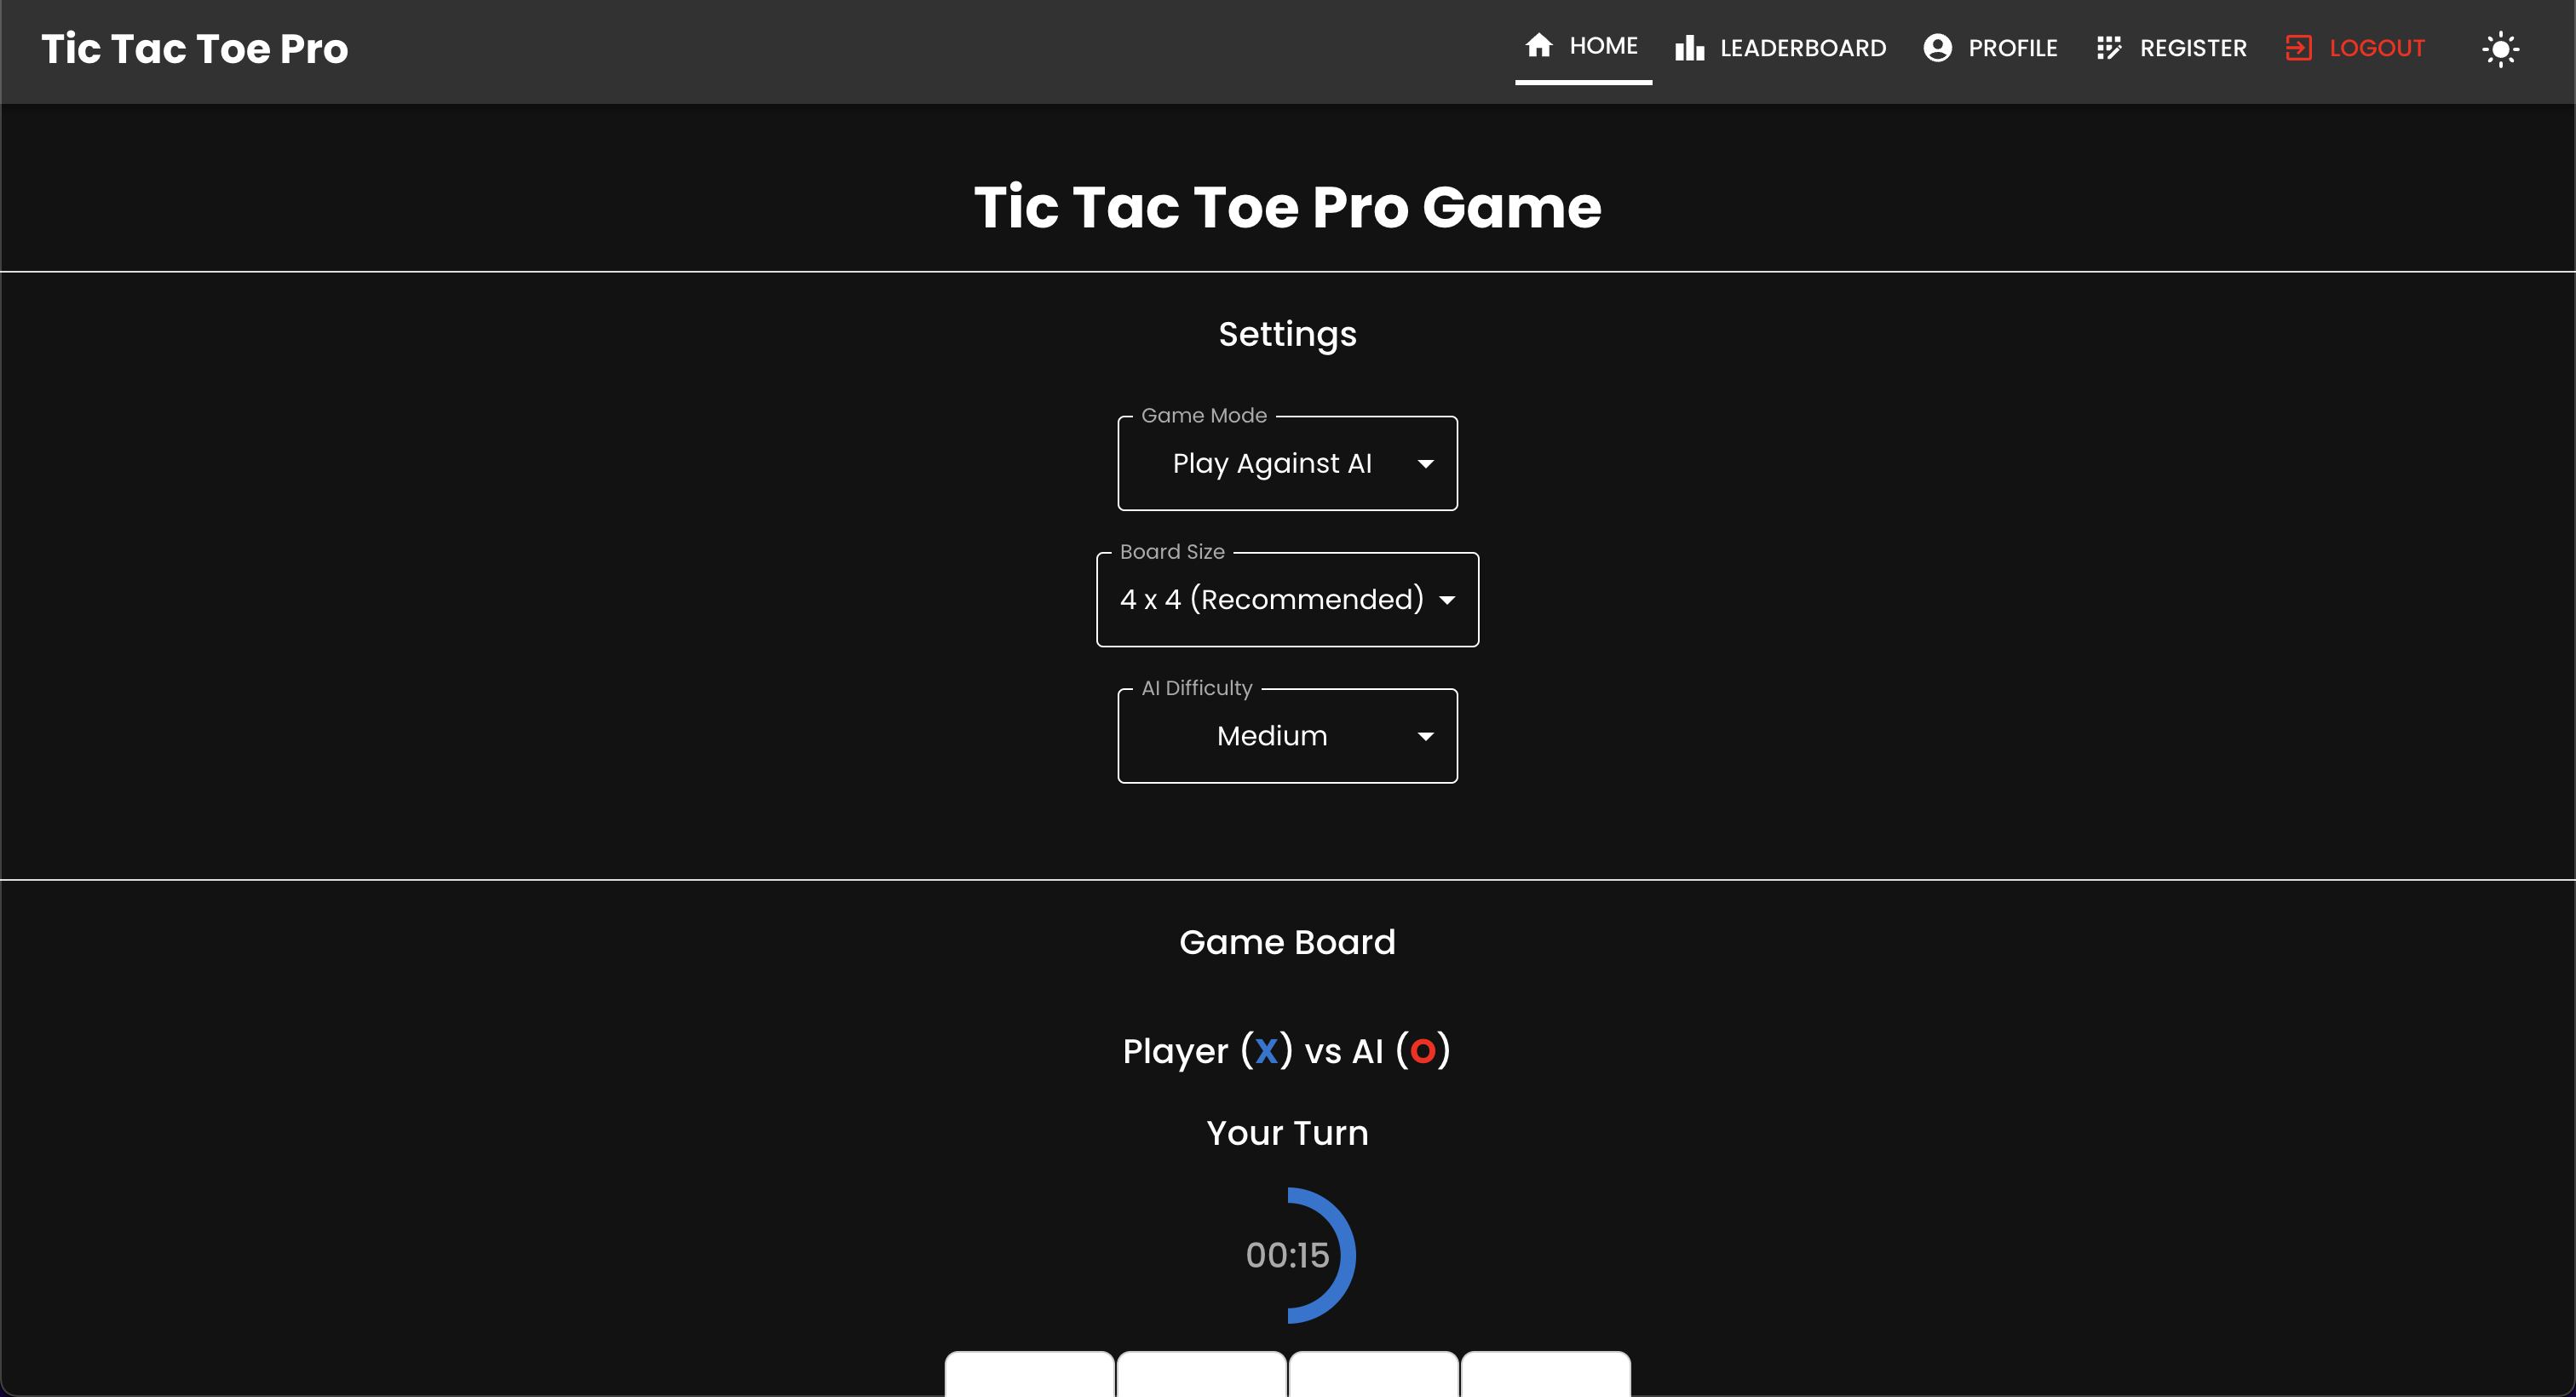 Tic Tac Toe Pro
HOME
LEADERBOARD
PROFILE
REGISTER
LOGOUT
Tic Tac Toe Pro Game
Settings
Game Mode
Play Against AI
Board Size
4 x 4 (Recommended)
AI Difficulty
Medium
Game Board
Player (X) vs AI (O)
Your Turn
00:15